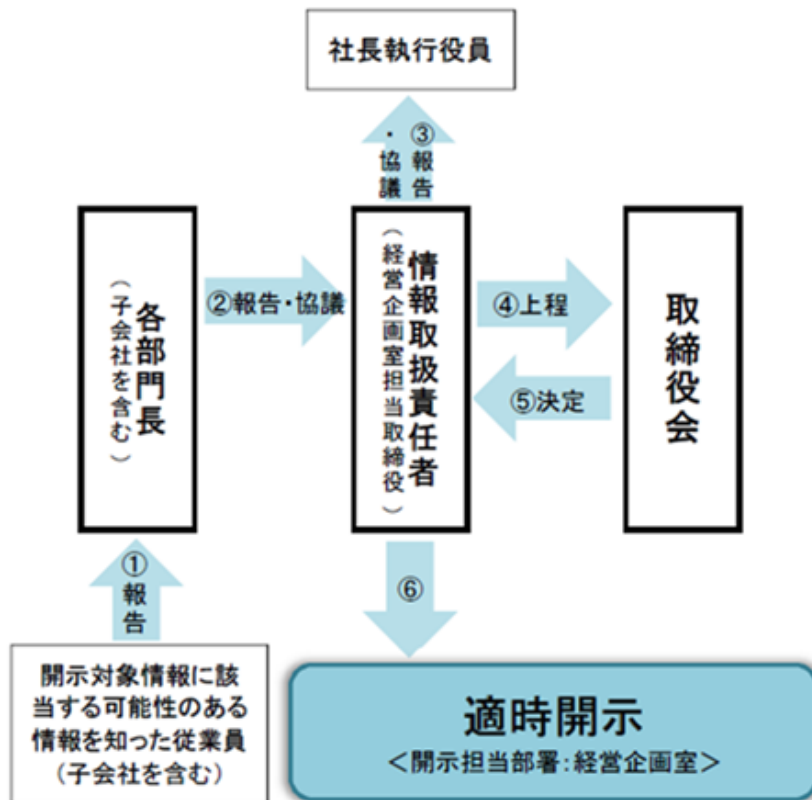 社長執行役員
③報告
・協議
各部門長
（子会社を含む）
②報告・協議
情報取扱責任者
（経営企画室担当取締役）
④上程
⑤決定
取締役会
①報告
⑥
開示対象情報に該
当する可能性のある
情報を知った従業員
（子会社を含む）
適時開示
＜開示担当部署：経営企画室＞